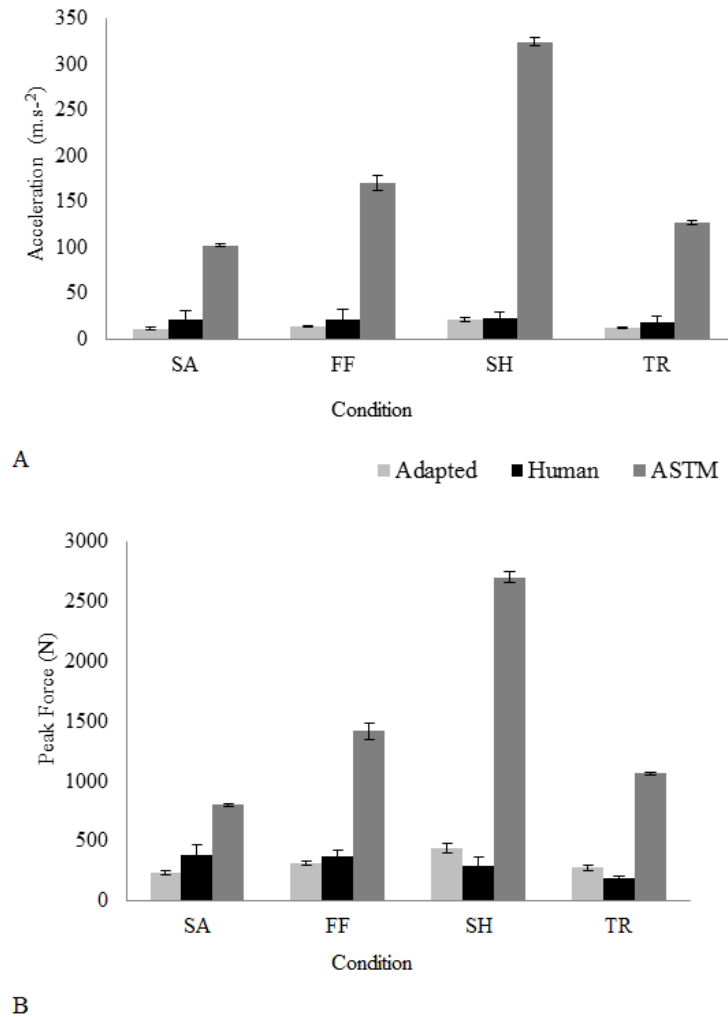 350
300
250
200
150
100
50
0
Acceleration (m.s-²)
SA FF SH TR
Condition
A
Adapted Human ASTM
3000
2500
2000
1500
1000
500
0
Peak Force (N)
SA FF SH TR
Condition
B